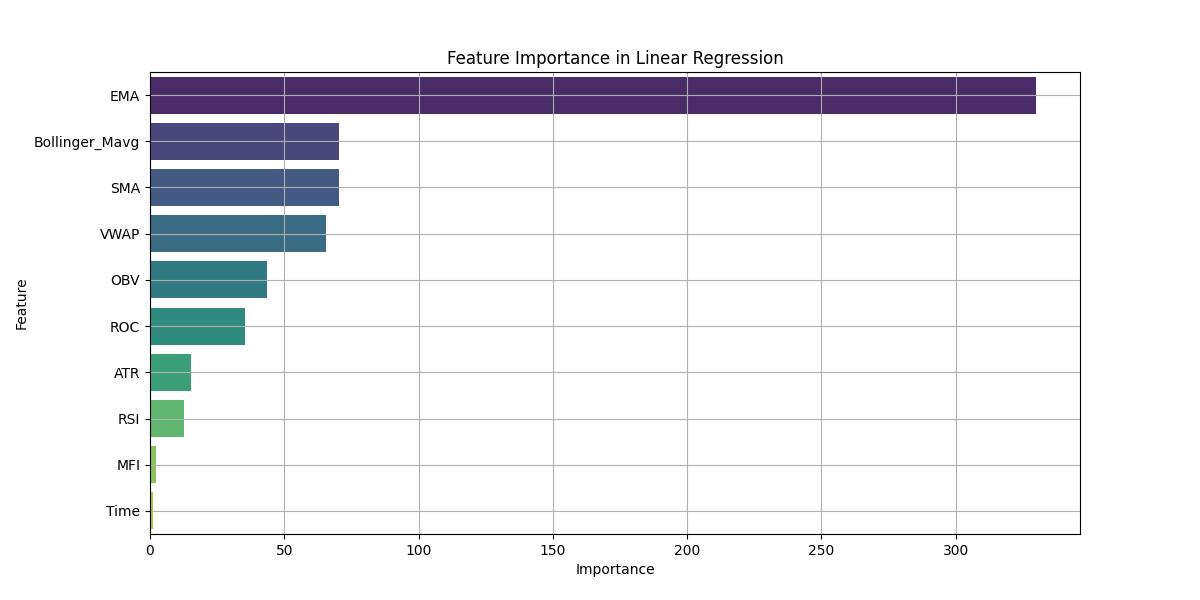 Feature Importance in Linear Regression
Feature
EMA
Bollinger_Mavg
SMA
VWAP
OBV
ROC
ATR
RSI
MFI
Time
0 50 100 150 200 250 300
Importance